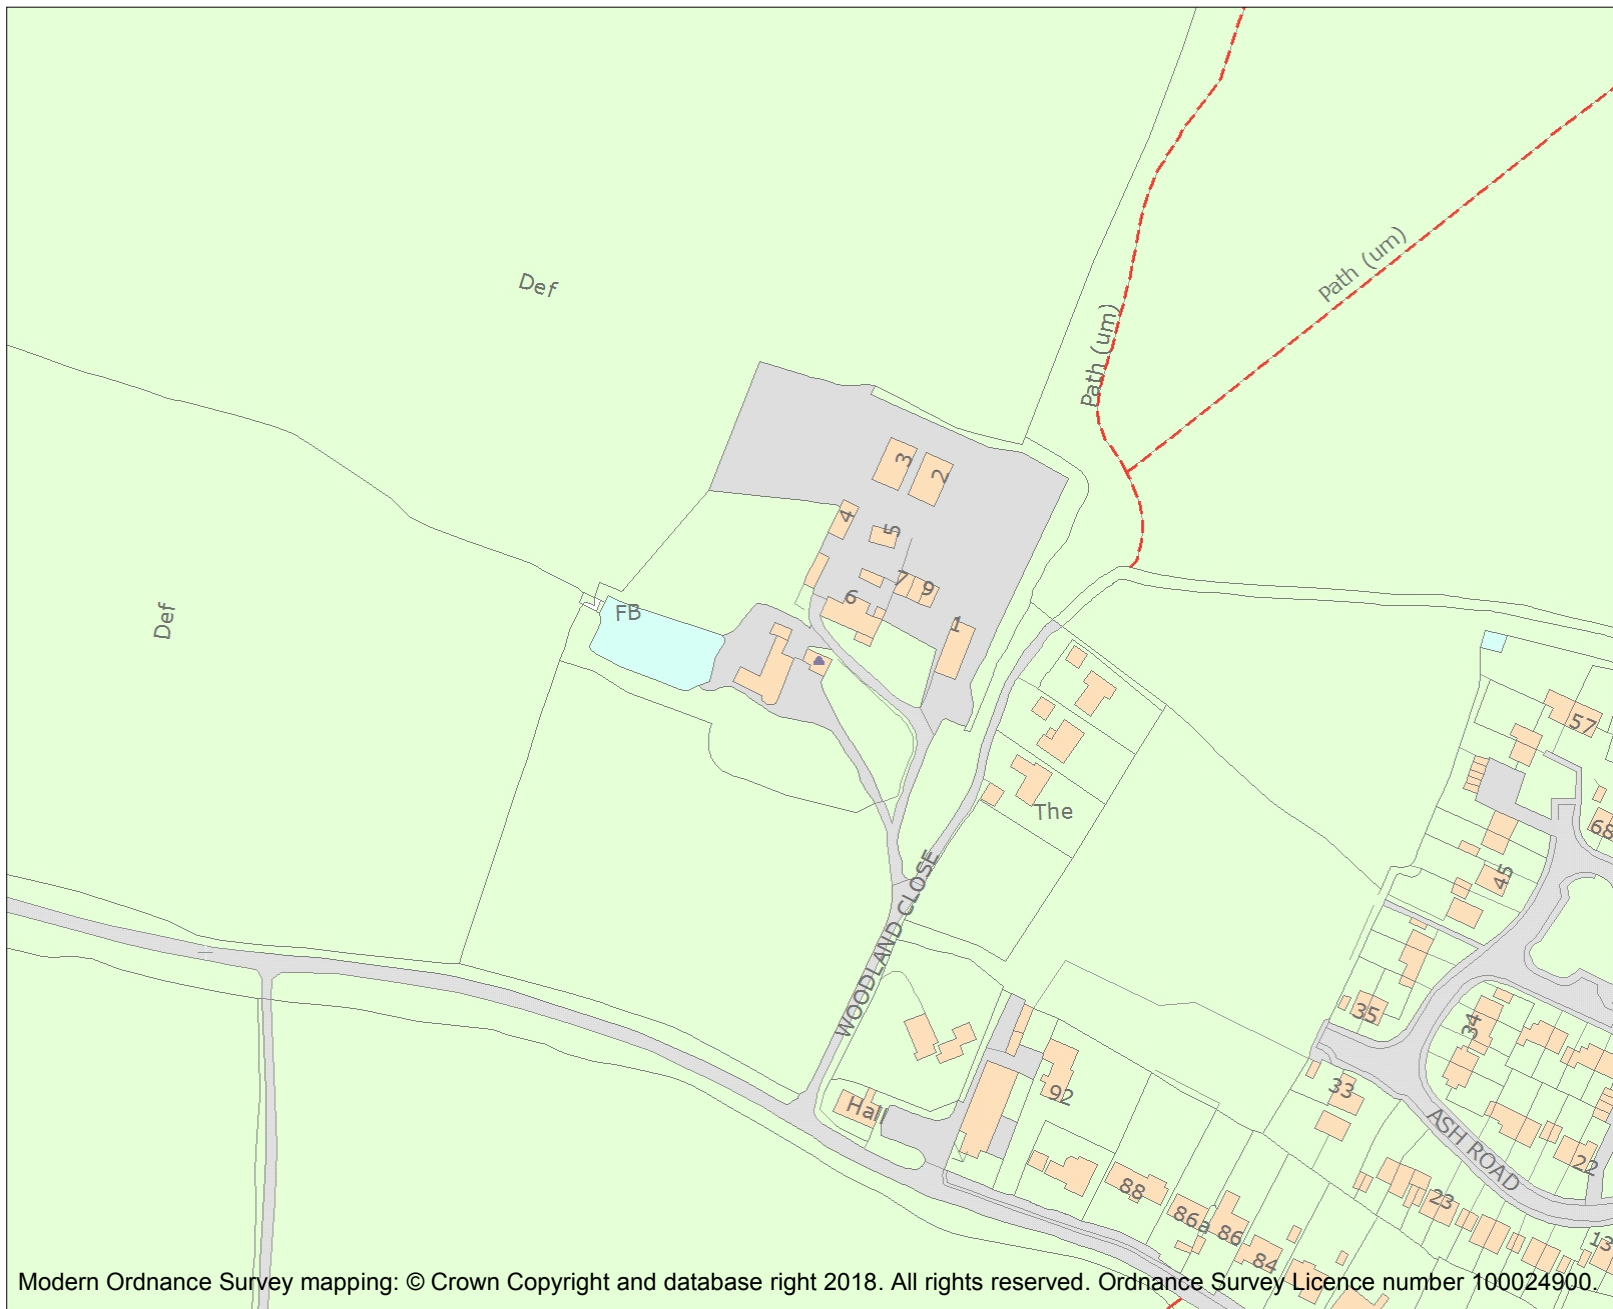 Def
Path (um)
Path (um)
3
2
4
5
7
9
6
1
Def
FB
57
The
68
45
WOODLAND CLOSE
35
34
92
33
Hall
ASH ROAD
22
88
23
86a
86
84
13
Modern Ordnance Survey mapping: © Crown Copyright and database right 2018. All rights reserved. Ordnance Survey Licence number 100024900.